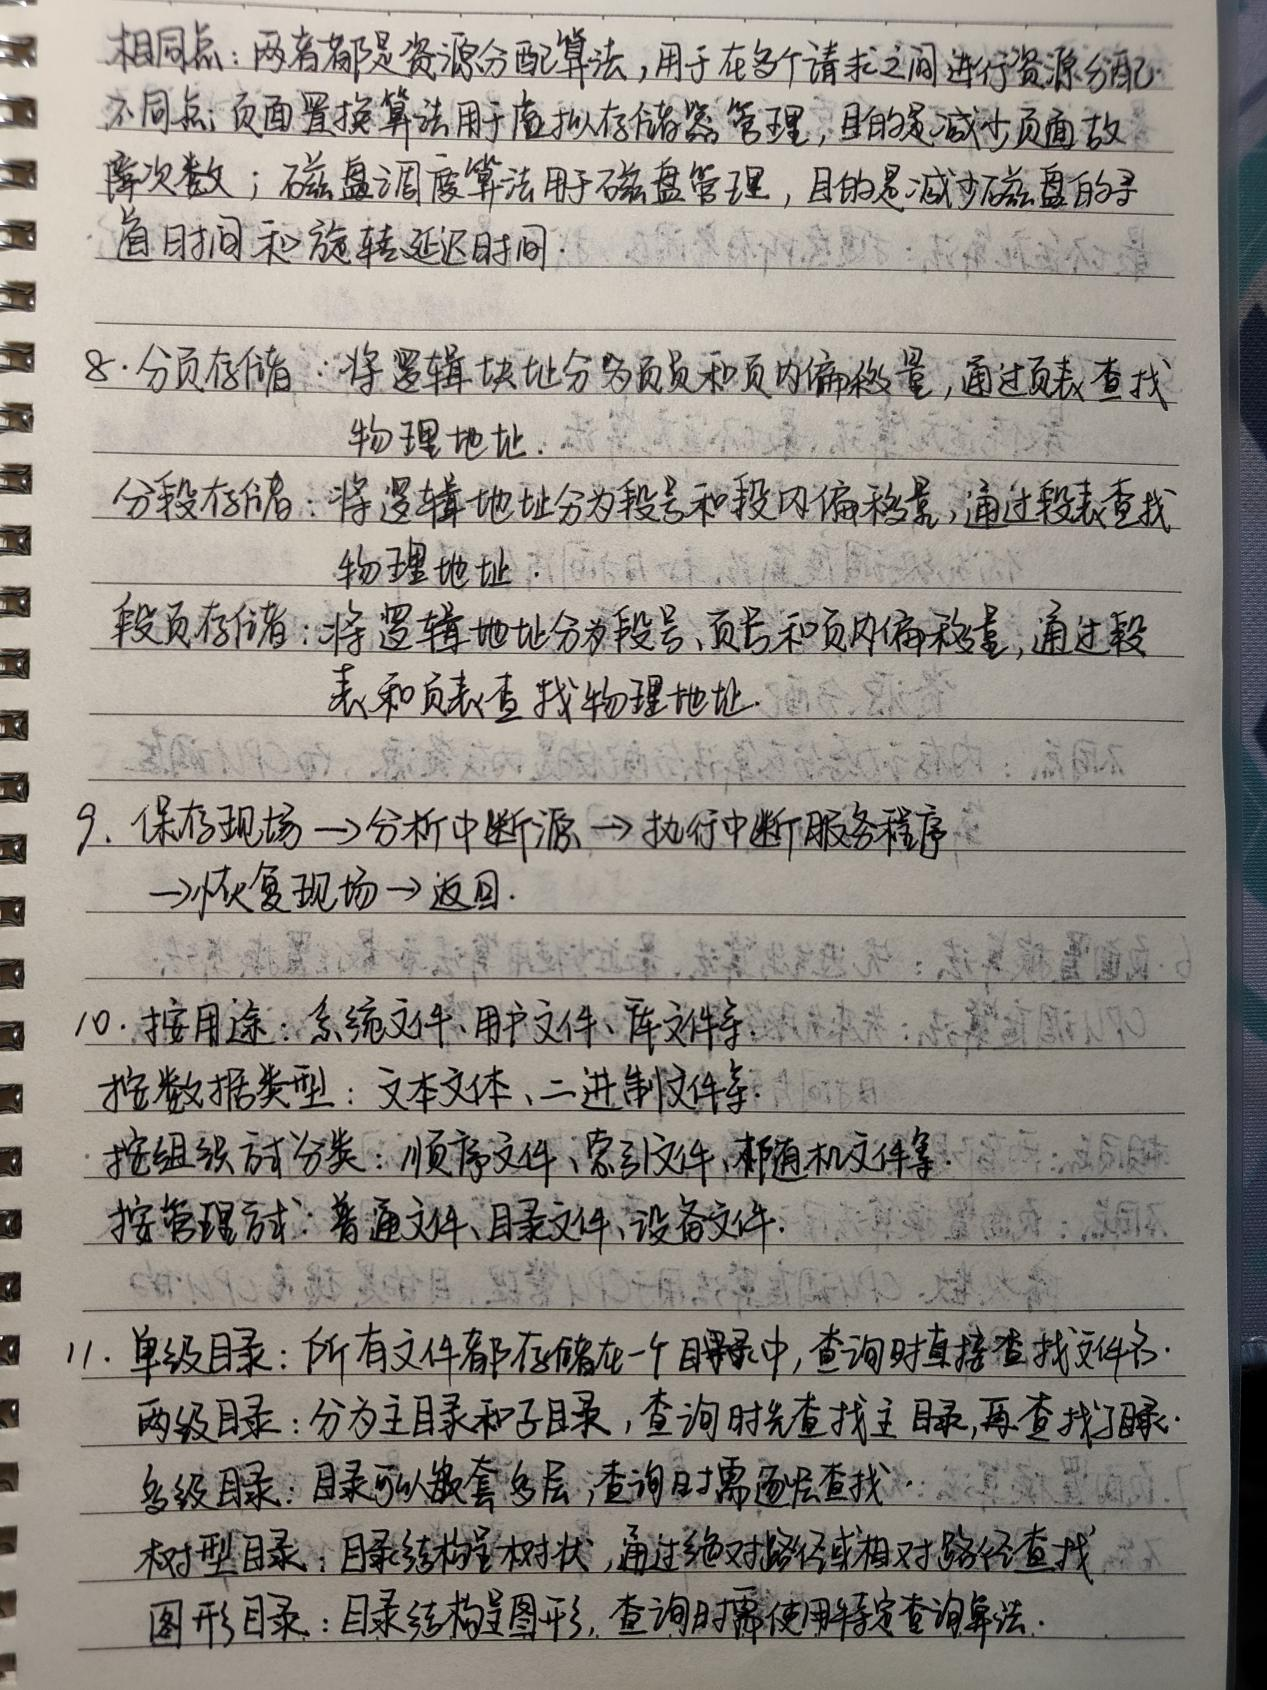 相同点：两者都是资源分配算法，用于在多个请求之间进行资源分配.
不同点：页面置换算法用于虚拟存储器管理，目的是减少页面故
障次数；磁盘调度算法用于磁盘管理，目的是减少磁盘的寻
道时间和旋转延迟时间.
8.分页存储：将逻辑块址分为页员和页内偏移量，通过页表查找
物理地址.
分段存储：将逻辑地址分为段号和段内偏移量，通过段表查找
物理地址.
段页存储：将逻辑地址分为段号、页号和页内偏移量，通过段
表和页表查找物理地址.
9.保存现场→分析中断源→执行中断服务程序
→恢复现场→返回.
10.按用途：系统文件、用户文件、库文件等.
按数据类型：文本文体、二进制文件等.
按组织方式分类：顺序文件、索引文件、随机文件等.
按管理方式：普通文件、目录文件、设备文件.
11.单级目录：所有文件都存储在一个目录中，查询时直接查找文件名.
两级目录：分为主目录和子目录，查询时先查找主目录，再查找子目录.
多级目录：目录可以嵌套多层，查询时需逐层查找.
树型目录：目录结构呈树状，通过绝对路径或相对路径查找
图形目录：目录结构呈图形，查询时需使用特定查询算法.